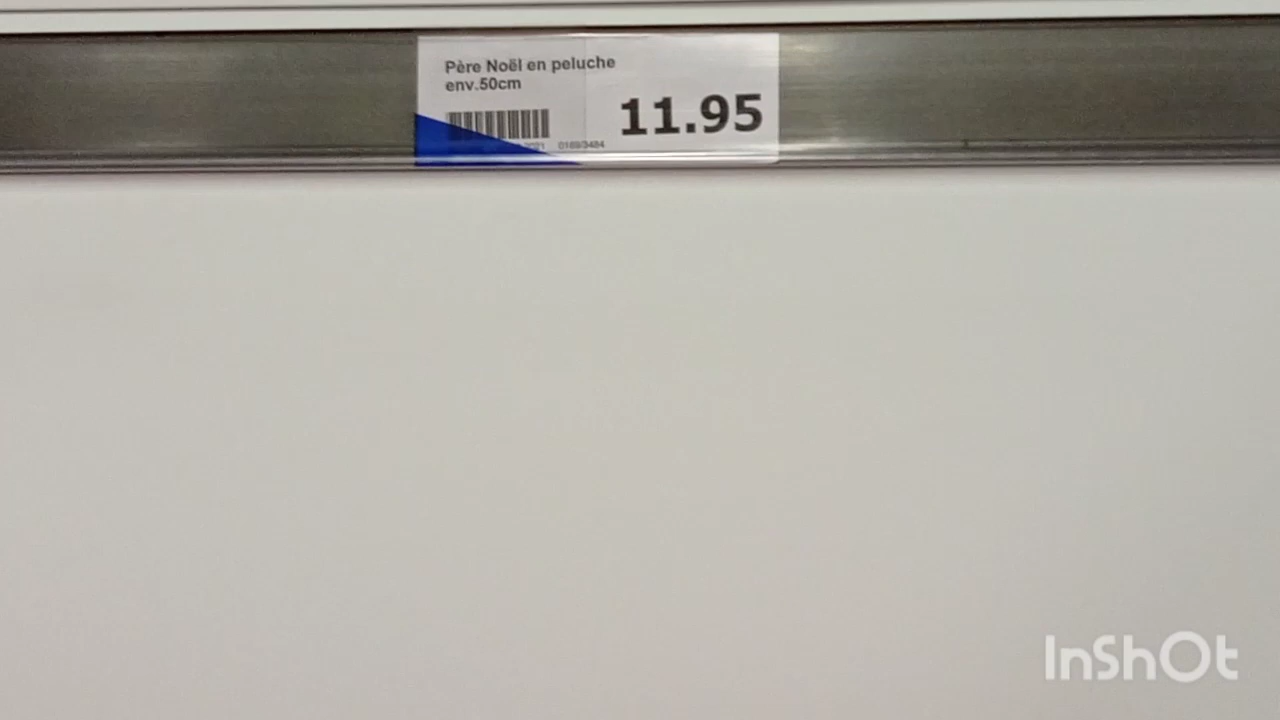 Père Noël en peluche
env.50cm
11.95
0169/3484
InShOt